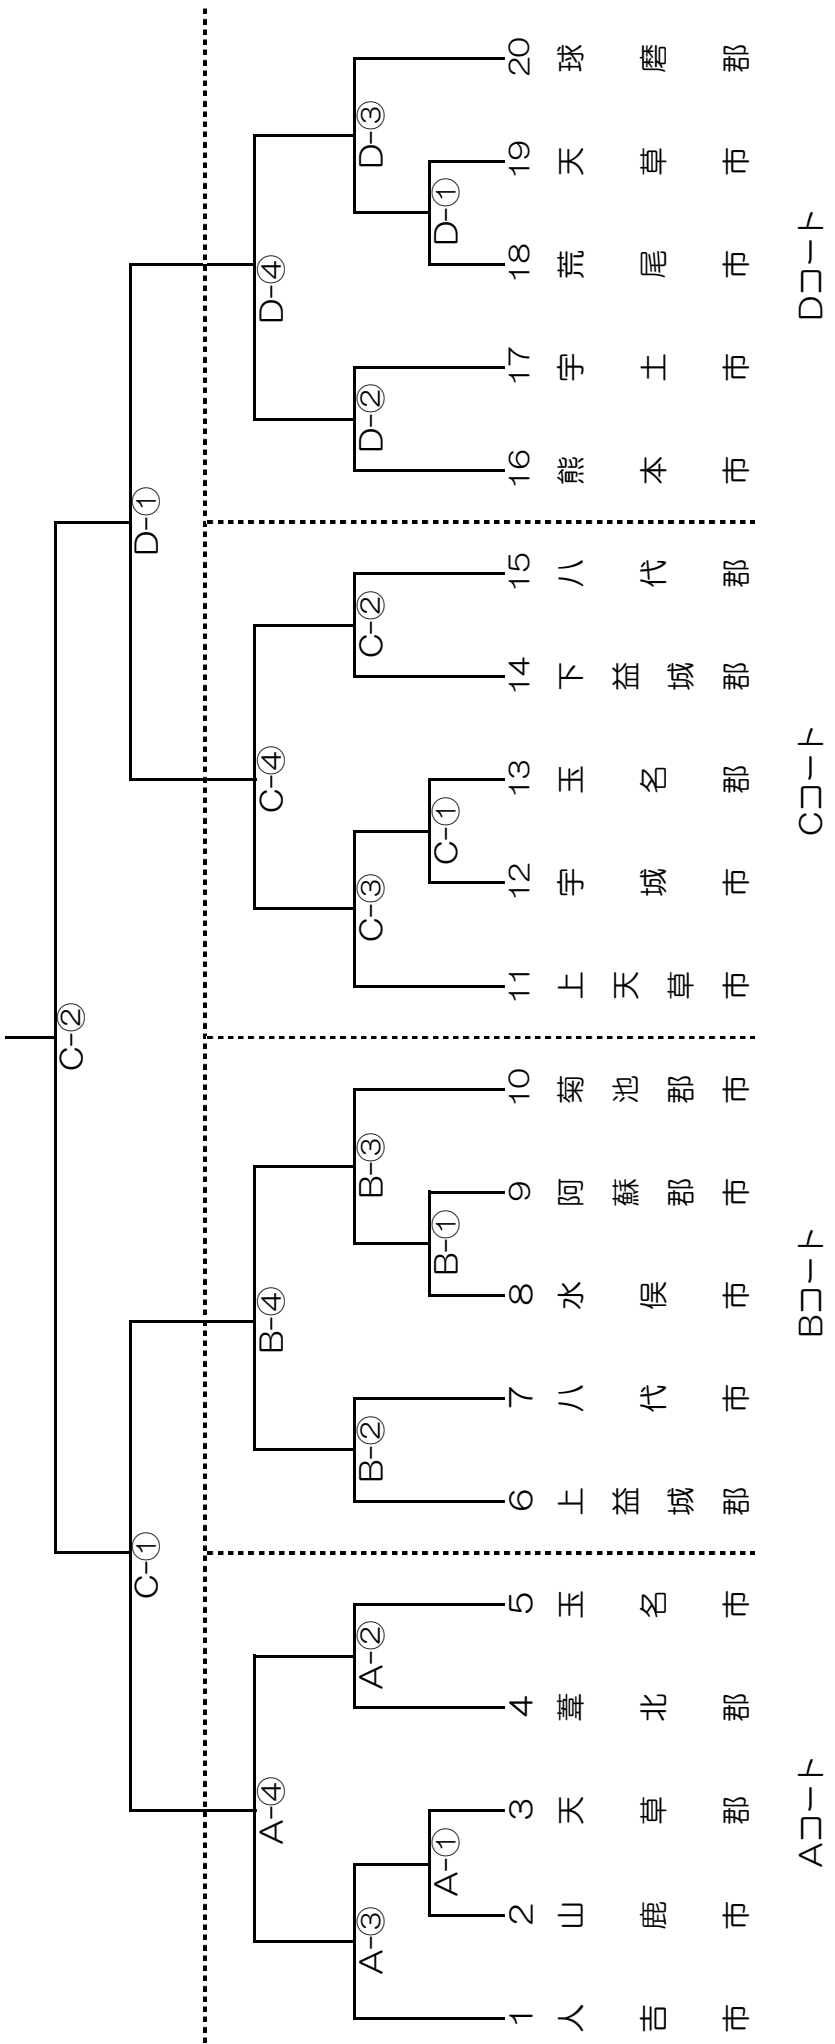 C-②
C-① D-①
A-④ B-④ C-④ D-④
A-③ A-② B-② B-③ C-③ C-② D-② D-③
A-① B-① C-① D-①
1 人吉市
2 山鹿市
3 天草郡
4 葦北郡
5 玉名市
6 上益城郡
7 八代市
8 水俣市
9 阿蘇郡市
10 菊池郡市
11 上天草市
12 宇城市
13 玉名郡
14 下益城郡
15 八代郡
16 熊本市
17 宇土市
18 荒尾市
19 天草市
20 球磨郡
Aコート Bコート Cコート Dコート